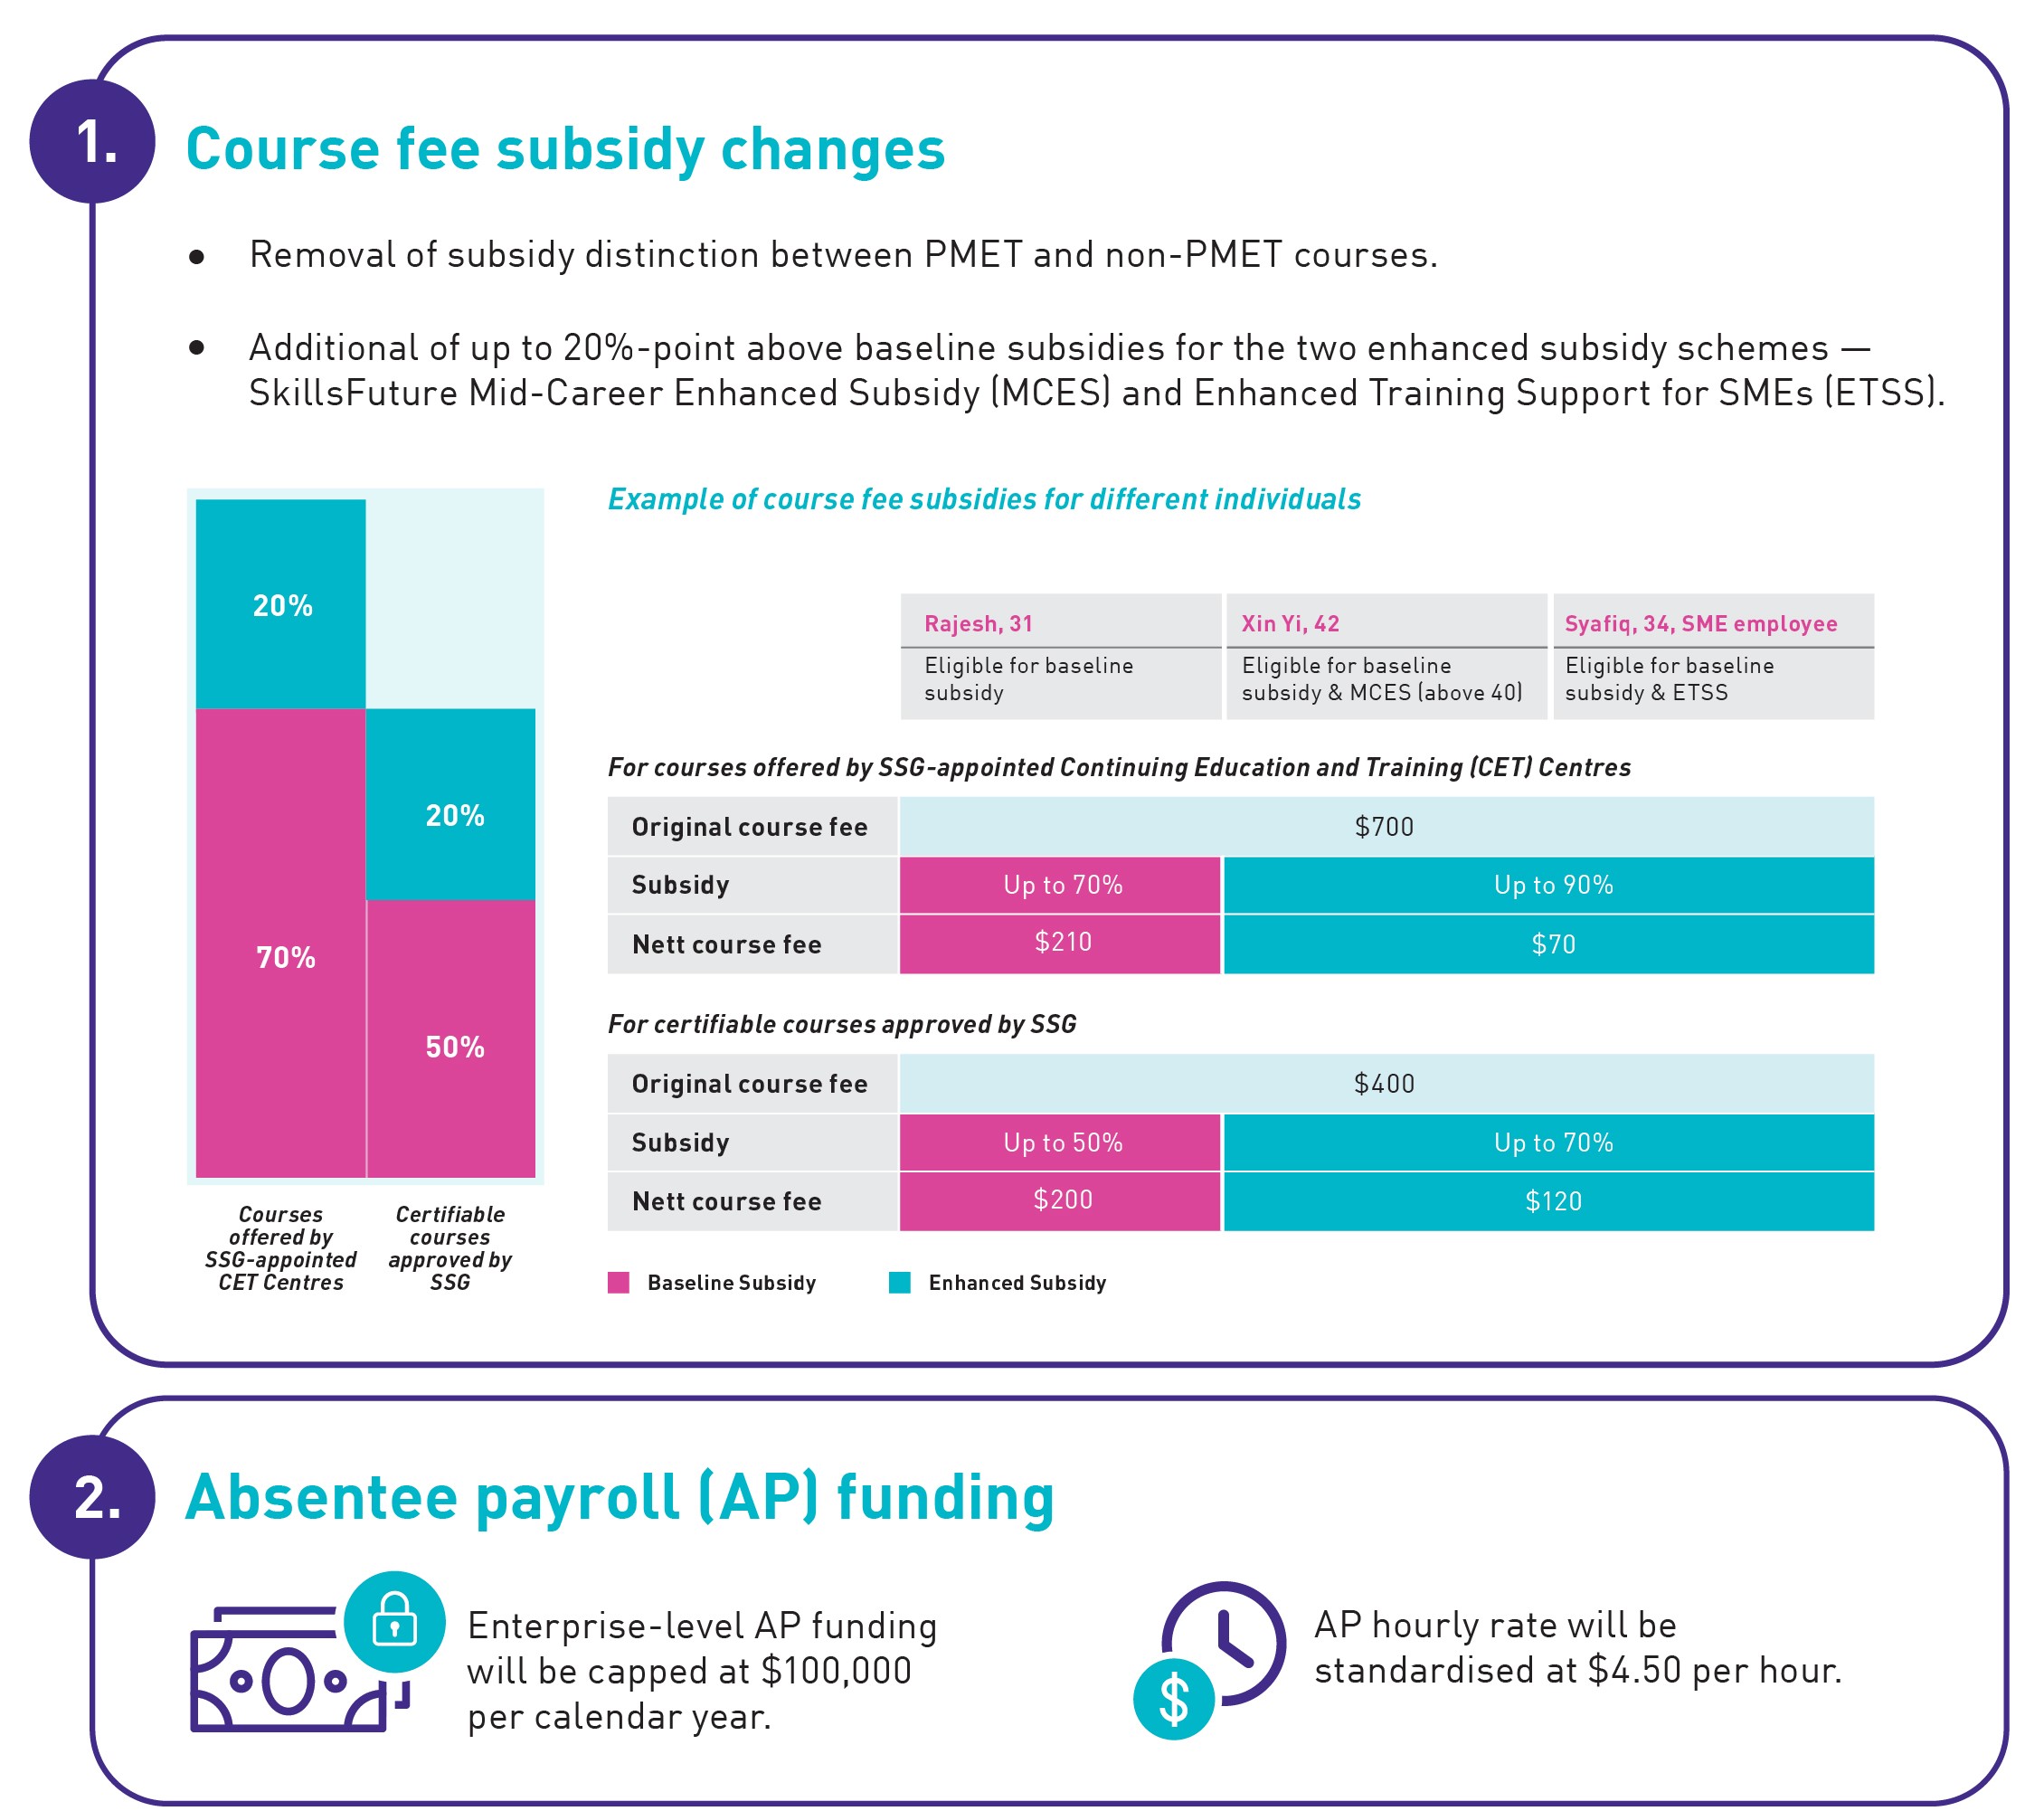 1.
Course fee subsidy changes
● Removal of subsidy distinction between PMET and non-PMET courses.
● Additional of up to 20%-point above baseline subsidies for the two enhanced subsidy schemes —
SkillsFuture Mid-Career Enhanced Subsidy (MCES) and Enhanced Training Support for SMEs (ETSS).
20%
70%
20%
50%
Courses
offered by
SSG-appointed
CET Centres
Certifiable
courses
approved by
SSG
Example of course fee subsidies for different individuals
Rajesh, 31
Eligible for baseline
subsidy
Xin Yi, 42
Eligible for baseline
subsidy & MCES (above 40)
Syafiq, 34, SME employee
Eligible for baseline
subsidy & ETSS
For courses offered by SSG-appointed Continuing Education and Training (CET) Centres
Original course fee $700
Subsidy Up to 70% Up to 90%
Nett course fee $210 $70
For certifiable courses approved by SSG
Original course fee $400
Subsidy Up to 50% Up to 70%
Nett course fee $200 $120
Baseline Subsidy Enhanced Subsidy
2.
Absentee payroll (AP) funding
Enterprise-level AP funding
will be capped at $100,000
per calendar year.
$
AP hourly rate will be
standardised at $4.50 per hour.